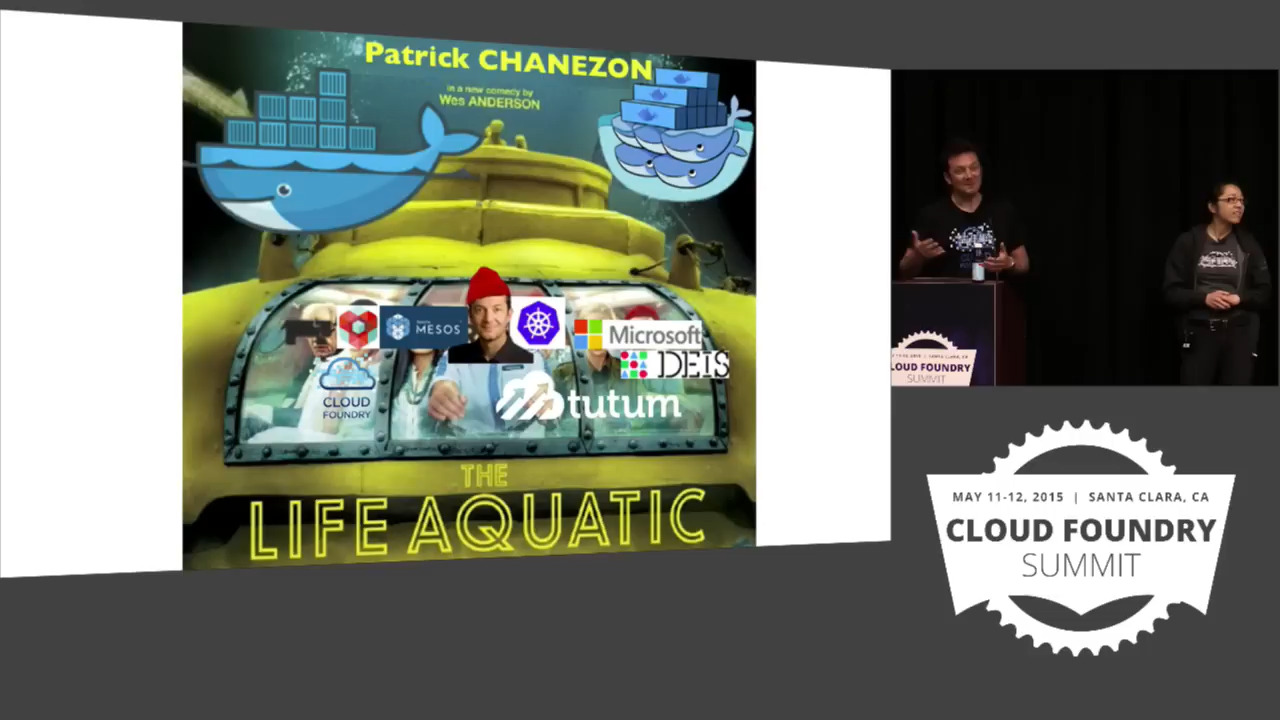 Patrick CHANEZON
in a new comedy by
Wes ANDERSON
MESOS
Microsoft
DEIS
CLOUD
FOUNDRY
tutum
THE
LIFE AQUATIC
CLOUD FOUNDRY
SUMMIT
MAY 11-12, 2015 | SANTA CLARA, CA
CLOUD FOUNDRY
SUMMIT